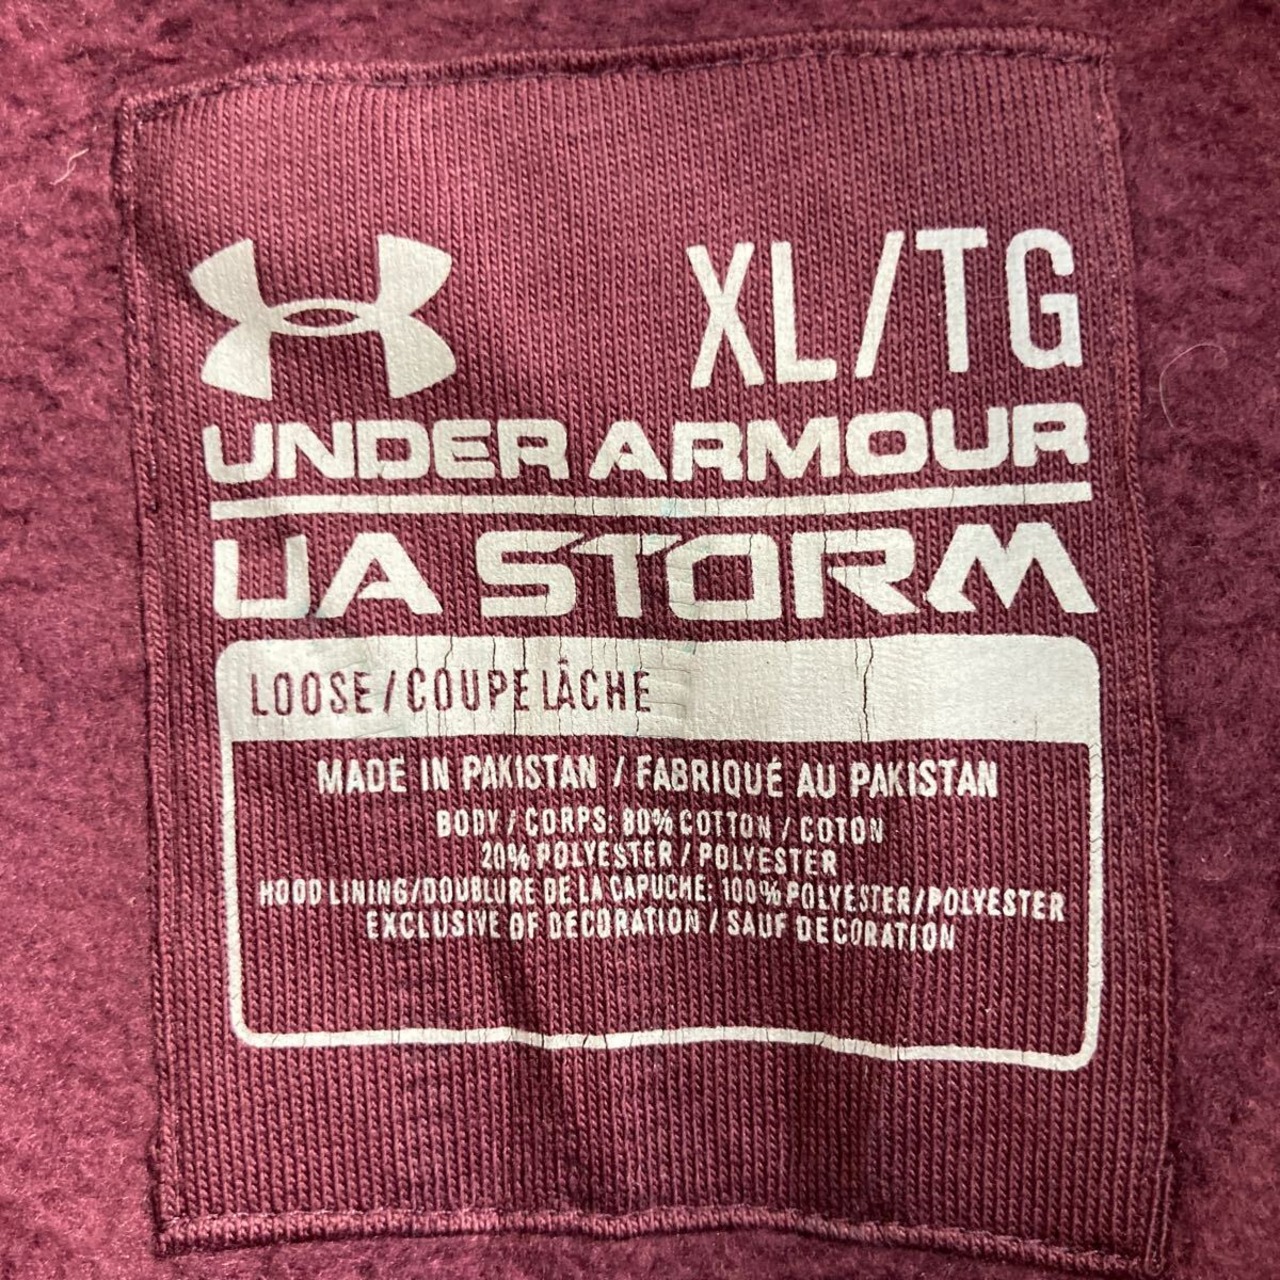 XL/TG
UNDER ARMOUR
UA STORM
LOOSE/COUPE LÂCHE
MADE IN PAKISTAN / FABRIQUÉ AU PAKISTAN
BODY / CORPS: 80% COTTON / COTON
20% POLYESTER / POLYESTER
HOOD LINING/DOUBLURE DE LA CAPUCHE: 100% POLYESTER/POLYESTER
EXCLUSIVE OF DECORATION / SAUF DECORATION